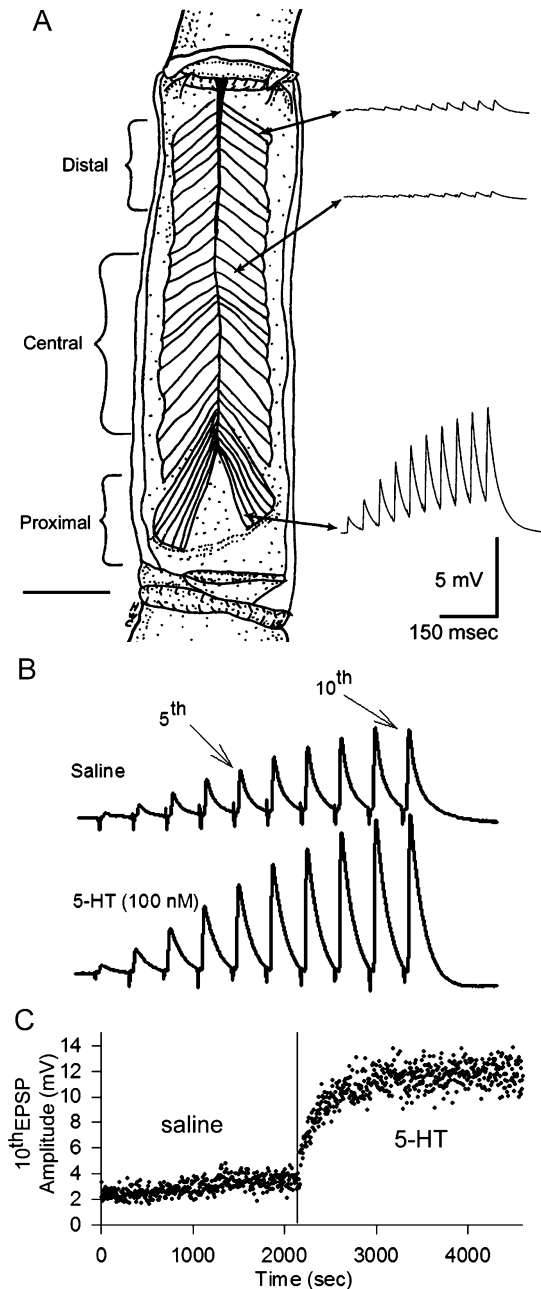 A
Distal
Central
Proximal
5 mV
150 msec
B
5th
10th
Saline
5-HT (100 nM)
C
10thEPSP
Amplitude (mV)
14
12
10
8
6
4
2
0
saline
5-HT
0
1000
2000
3000
4000
Time (sec)